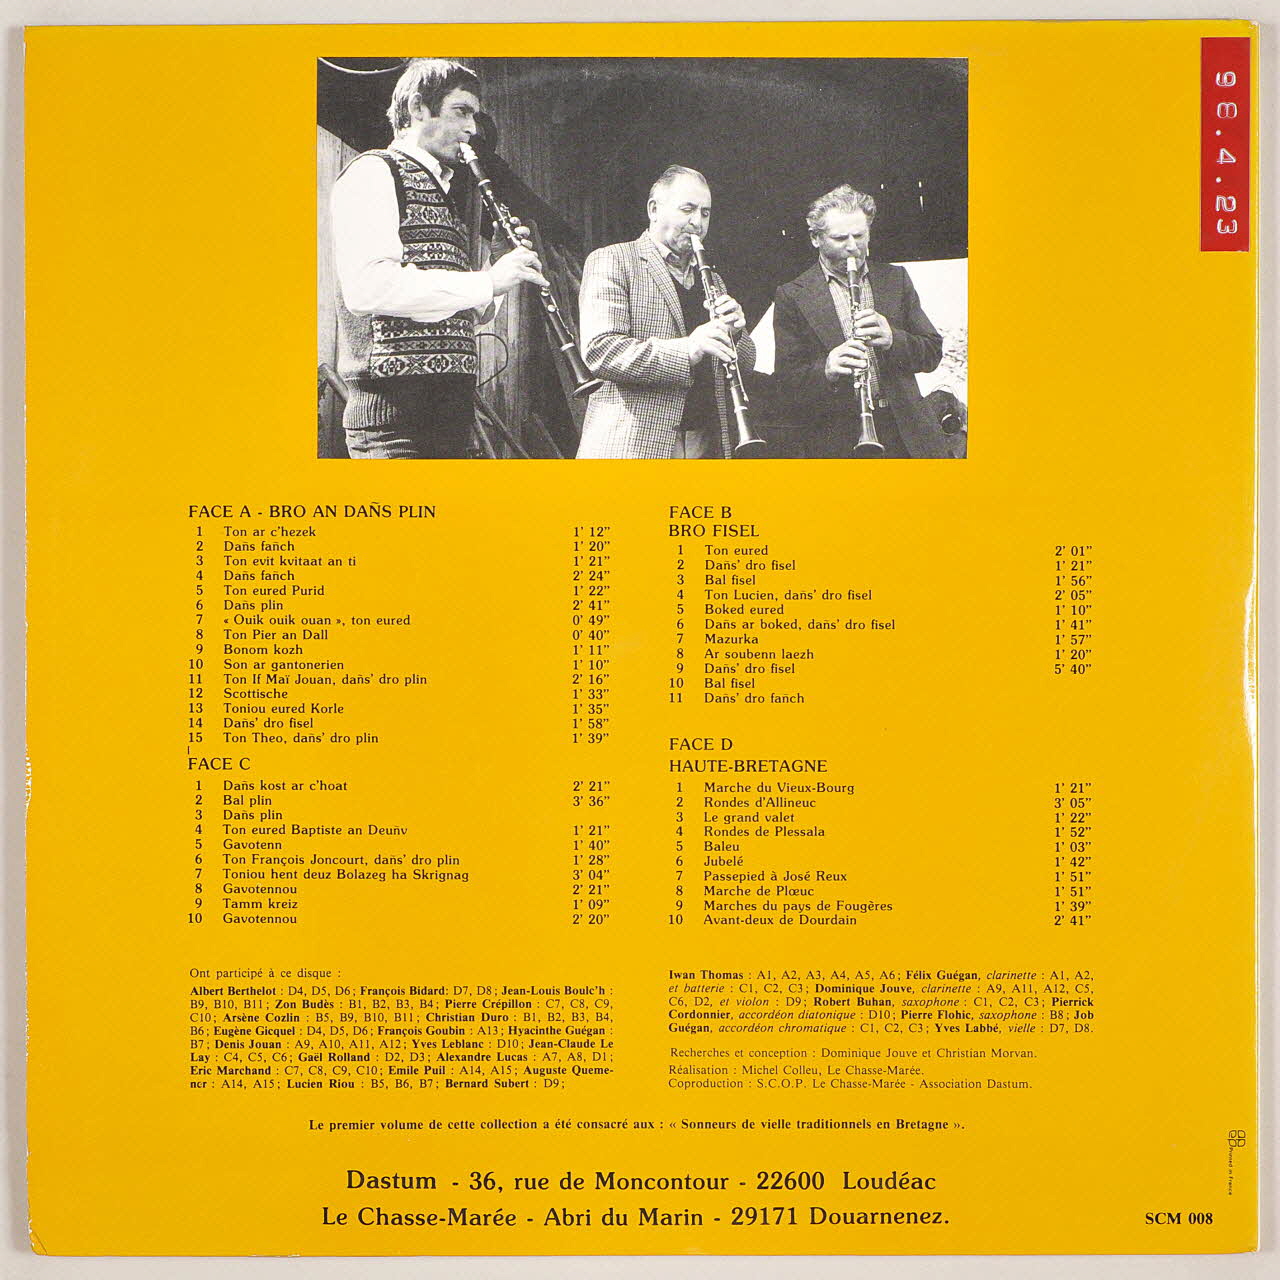 98.4.23
FACE A - BRO AN DAÑS PLIN
1 Ton ar c'hezek 1' 12"
2 Dañs fañch 1' 20"
3 Ton evit kvitaat an ti 1' 21"
4 Dañs fañch 2' 24"
5 Ton eured Purid 1' 22"
6 Dañs plin 2' 41"
7 « Ouik ouik ouan », ton eured 0' 49"
8 Ton Pier an Dall 0' 40"
9 Bonom kozh 1' 11"
10 Son ar gantonerien 1' 10"
11 Ton If Maï Jouan, dañs' dro plin 2' 16"
12 Scottische 1' 33"
13 Toniou eured Korle 1' 35"
14 Dañs' dro fisel 1' 58"
15 Ton Theo, dañs' dro plin 1' 39"
FACE C
1 Dañs kost ar c'hoat 2' 21"
2 Bal plin 3' 36"
3 Dañs plin
4 Ton eured Baptiste an Deuñv 1' 21"
5 Gavotenn 1' 40"
6 Ton François Joncourt, dañs' dro plin 1' 28"
7 Toniou hent deuz Bolazeg ha Skrignag 3' 04"
8 Gavotennou 2' 21"
9 Tamm kreiz 1' 09"
10 Gavotennou 2' 20"
FACE B
BRO FISEL
1 Ton eured 2' 01"
2 Dañs' dro fisel 1' 21"
3 Bal fisel 1' 56"
4 Ton Lucien, dañs' dro fisel 2' 05"
5 Boked eured 1' 10"
6 Dañs ar boked, dañs' dro fisel 1' 41"
7 Mazurka 1' 57"
8 Ar soubenn laezh 1' 20"
9 Dañs' dro fisel 5' 40"
10 Bal fisel
11 Dañs' dro fañch
FACE D
HAUTE-BRETAGNE
1 Marche du Vieux-Bourg 1' 21"
2 Rondes d'Allineuc 3' 05"
3 Le grand valet 1' 22"
4 Rondes de Plessala 1' 52"
5 Baleu 1' 03"
6 Jubelé 1' 42"
7 Passepied à José Reux 1' 51"
8 Marche de Plœuc 1' 51"
9 Marches du pays de Fougères 1' 39"
10 Avant-deux de Dourdain 2' 41"
Ont participé à ce disque :
Albert Berthelot : D4, D5, D6 ; François Bidard: D7, D8 ; Jean-Louis Boulc'h :
B9, B10, B11 ; Zon Budès : B1, B2, B3, B4 ; Pierre Crépillon : C7, C8, C9,
C10 ; Arsène Cozlin : B5, B9, B10, B11 ; Christian Duro : B1, B2, B3, B4,
B6 ; Eugène Gicquel : D4, D5, D6 ; François Goubin : A13 ; Hyacinthe Guégan :
B7 ; Denis Jouan : A9, A10, A11, A12 ; Yves Leblanc : D10 ; Jean-Claude Le
Lay : C4, C5, C6 ; Gaël Rolland : D2, D3 ; Alexandre Lucas : A7, A8, D1 ;
Eric Marchand : C7, C8, C9, C10 ; Emile Puil : A14, A15 ; Auguste Queme-
ner : A14, A15 ; Lucien Riou : B5, B6, B7 ; Bernard Subert : D9 ;
Iwan Thomas : A1, A2, A3, A4, A5, A6 ; Félix Guégan, clarinette : A1, A2,
et batterie : C1, C2, C3 ; Dominique Jouve, clarinette : A9, A11, A12, C5,
C6, D2, et violon : D9 ; Robert Buhan, saxophone : C1, C2, C3 ; Pierrick
Cordonnier, accordéon diatonique : D10 ; Pierre Flohic, saxophone : B8 ; Job
Guégan, accordéon chromatique : C1, C2, C3 ; Yves Labbé, vielle : D7, D8.
Recherches et conception : Dominique Jouve et Christian Morvan.
Réalisation : Michel Colleu, Le Chasse-Marée.
Coproduction : S.C.O.P. Le Chasse-Marée - Association Dastum.
Le premier volume de cette collection a été consacré aux : « Sonneurs de vielle traditionnels en Bretagne ».
Dastum - 36, rue de Moncontour - 22600 Loudéac
Le Chasse-Marée - Abri du Marin - 29171 Douarnenez.
SCM 008
Printed in France